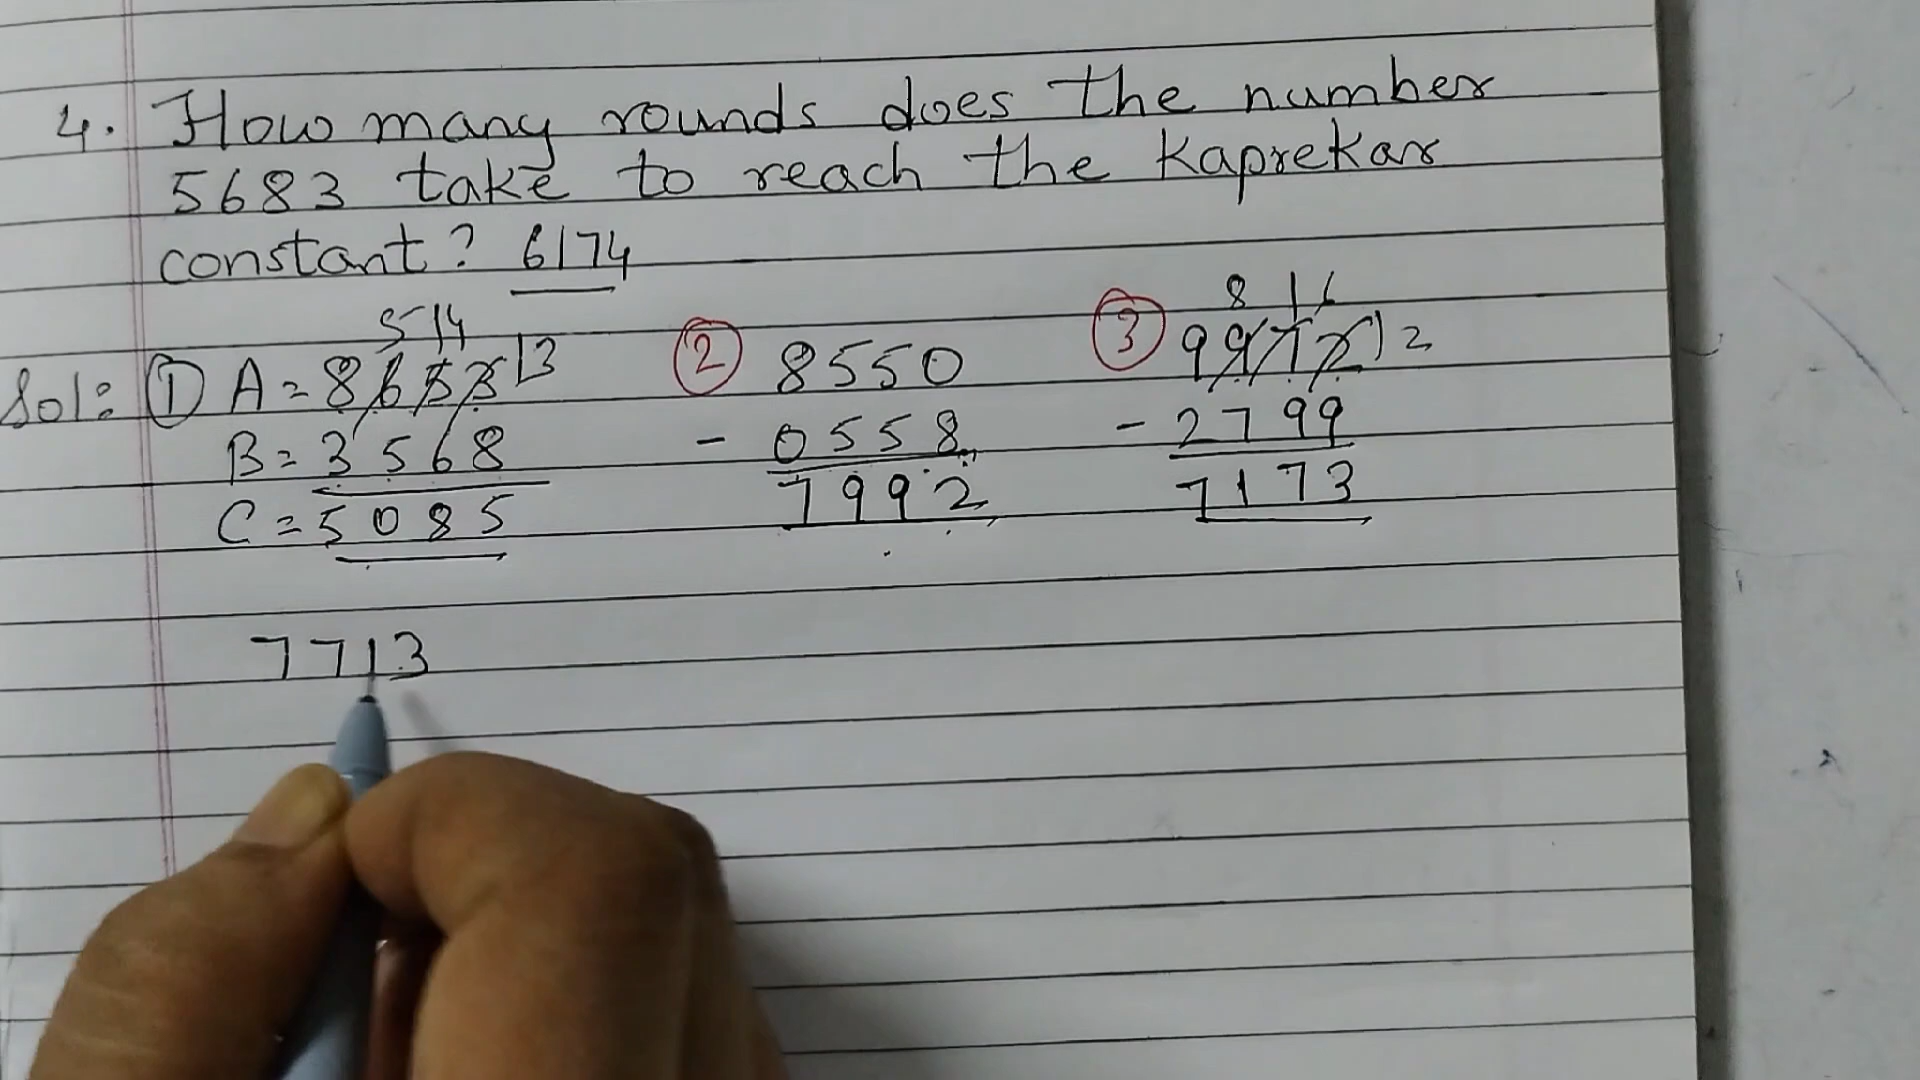 4. How many rounds does the number
5683 take to reach the Kaprekar
constant? 6174
5 14
Sol: ① A = 8653 13
B = 3568
C = 5085
② 8550
- 0558
7992
8 16
③ 9972 12
- 2799
7173
7713